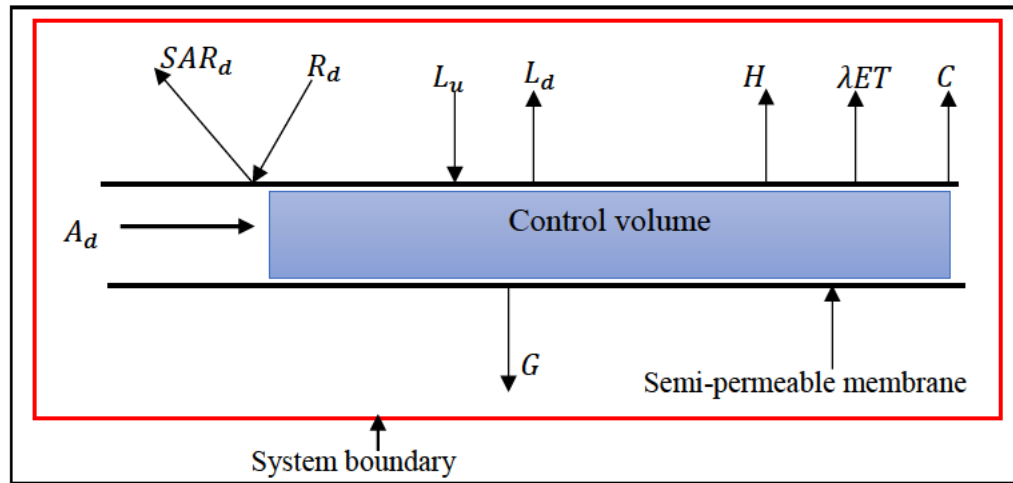 SAR_d
R_d
L_u
L_d
H
λET
C
A_d
Control volume
G
Semi-permeable membrane
System boundary